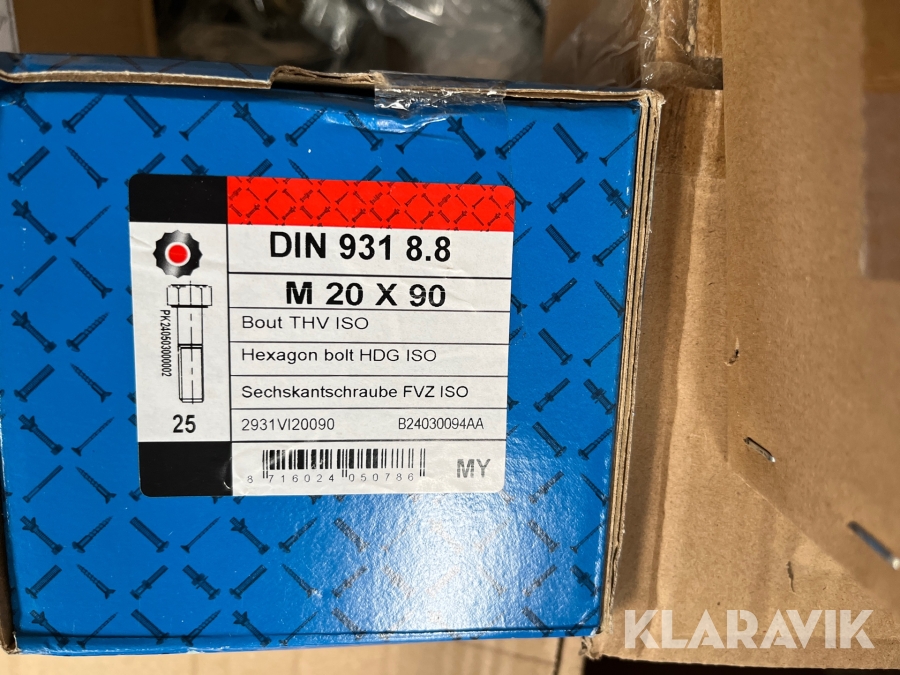 DIN 931 8.8
M 20 X 90
Bout THV ISO
Hexagon bolt HDG ISO
Sechskantschraube FVZ ISO
2931VI20090 B24030094AA
8 716024 050786 MY
PK240503000002
25
KLARAVIK